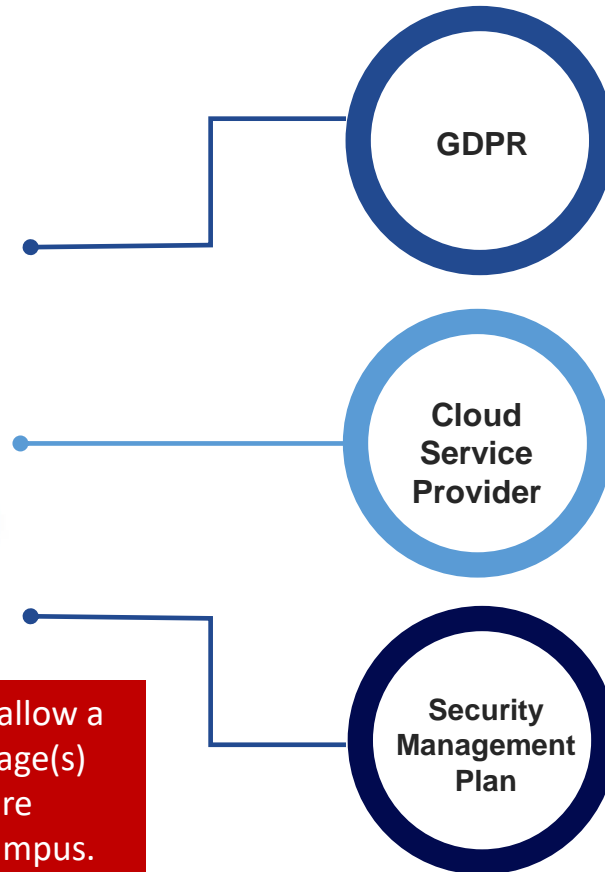 GDPR
Cloud
Service
Provider
Security
Management
Plan
allow a
age(s)
re
mpus.